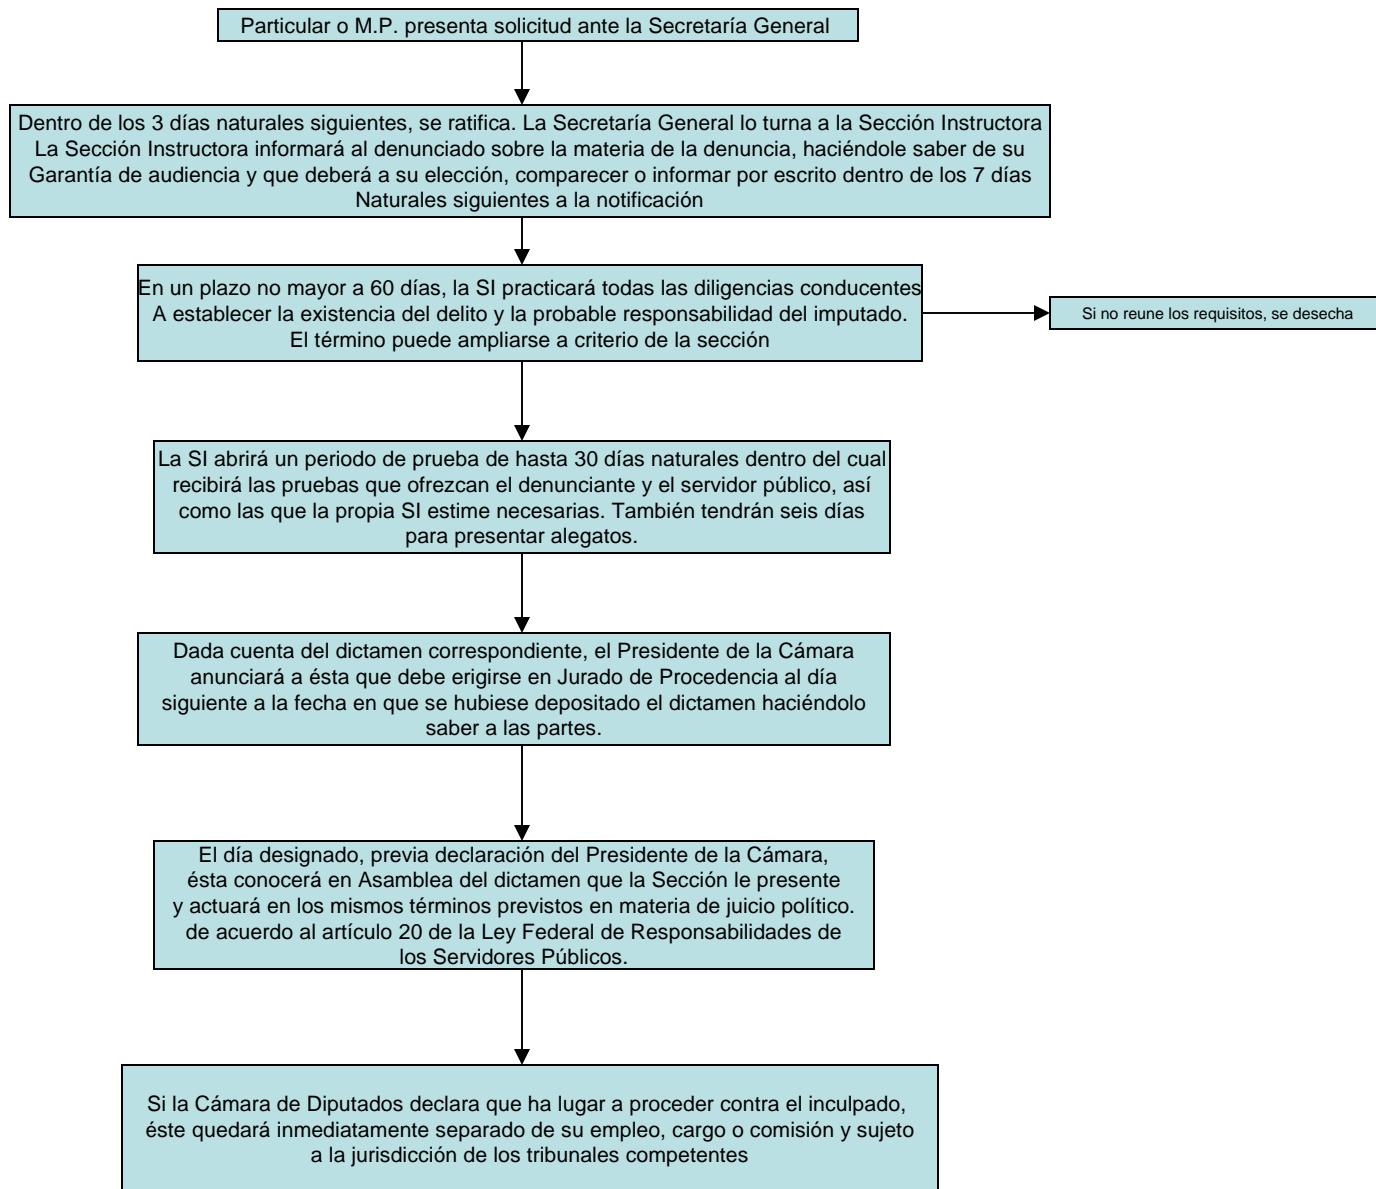 Particular o M.P. presenta solicitud ante la Secretaría General
Dentro de los 3 días naturales siguientes, se ratifica. La Secretaría General lo turna a la Sección Instructora
La Sección Instructora informará al denunciado sobre la materia de la denuncia, haciéndole saber de su
Garantía de audiencia y que deberá a su elección, comparecer o informar por escrito dentro de los 7 días
Naturales siguientes a la notificación
En un plazo no mayor a 60 días, la SI practicará todas las diligencias conducentes
A establecer la existencia del delito y la probable responsabilidad del imputado.
El término puede ampliarse a criterio de la sección
Si no reune los requisitos, se desecha
La SI abrirá un periodo de prueba de hasta 30 días naturales dentro del cual
recibirá las pruebas que ofrezcan el denunciante y el servidor público, así
como las que la propia SI estime necesarias. También tendrán seis días
para presentar alegatos.
Dada cuenta del dictamen correspondiente, el Presidente de la Cámara
anunciará a ésta que debe erigirse en Jurado de Procedencia al día
siguiente a la fecha en que se hubiese depositado el dictamen haciéndolo
saber a las partes.
El día designado, previa declaración del Presidente de la Cámara,
ésta conocerá en Asamblea del dictamen que la Sección le presente
y actuará en los mismos términos previstos en materia de juicio político.
de acuerdo al artículo 20 de la Ley Federal de Responsabilidades de
los Servidores Públicos.
Si la Cámara de Diputados declara que ha lugar a proceder contra el inculpado,
éste quedará inmediatamente separado de su empleo, cargo o comisión y sujeto
a la jurisdicción de los tribunales competentes